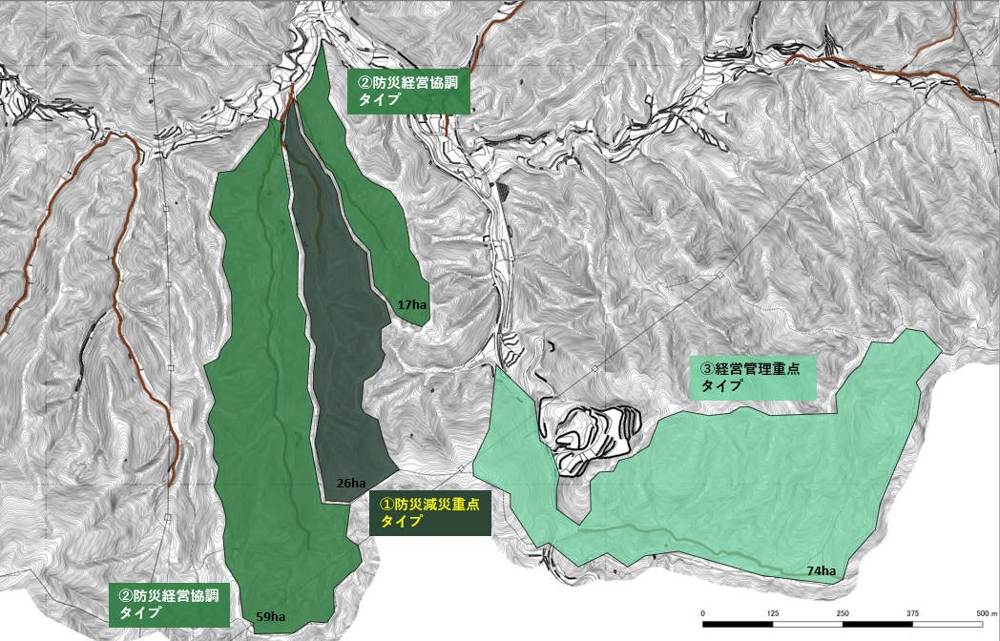 ②防災経営協調
タイプ
17ha
③経営管理重点
タイプ
26ha
①防災減災重点
タイプ
74ha
②防災経営協調
タイプ
59ha
0 125 250 375 500 m